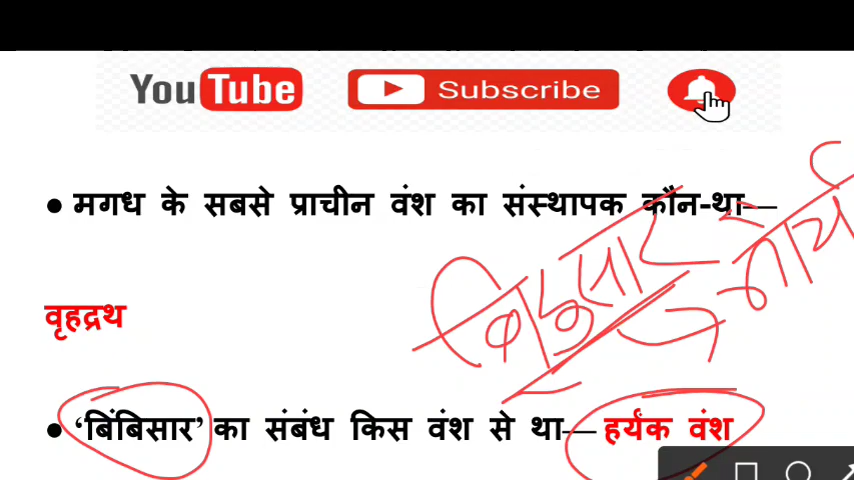 YouTube Subscribe
● मगध के सबसे प्राचीन वंश का संस्थापक कौन-था—
बिन्दुसार → मौर्य
वृहद्रथ
● ‘बिंबिसार’ का संबंध किस वंश से था— हर्यंक वंश